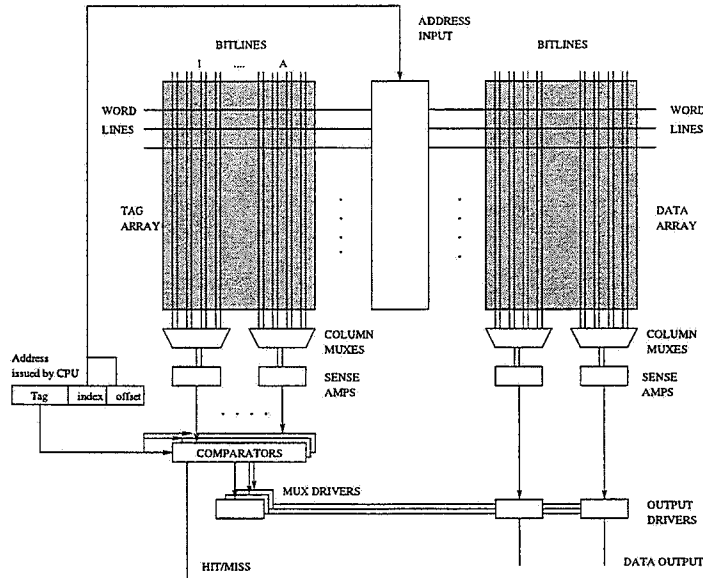 ADDRESS
INPUT
BITLINES
BITLINES
1 .... A
WORD
LINES
WORD
LINES
TAG
ARRAY
DATA
ARRAY
COLUMN
MUXES
COLUMN
MUXES
Address
issued by CPU
SENSE
AMPS
SENSE
AMPS
Tag index offset
COMPARATORS
MUX DRIVERS
OUTPUT
DRIVERS
HIT/MISS
DATA OUTPUT